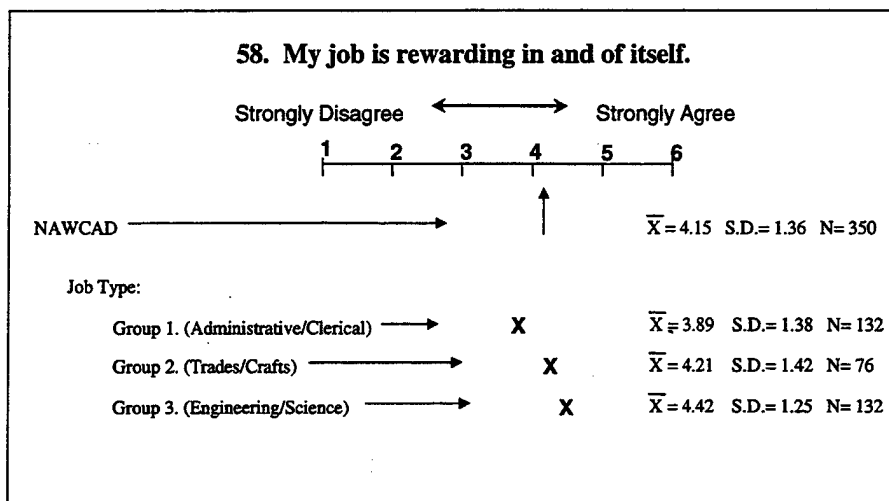 58. My job is rewarding in and of itself.
Strongly Disagree Strongly Agree
1 2 3 4 5 6
NAWCAD X̅ = 4.15 S.D.= 1.36 N= 350
Job Type:
Group 1. (Administrative/Clerical) X X̅ = 3.89 S.D.= 1.38 N= 132
Group 2. (Trades/Crafts) X X̅ = 4.21 S.D.= 1.42 N= 76
Group 3. (Engineering/Science) X X̅ = 4.42 S.D.= 1.25 N= 132